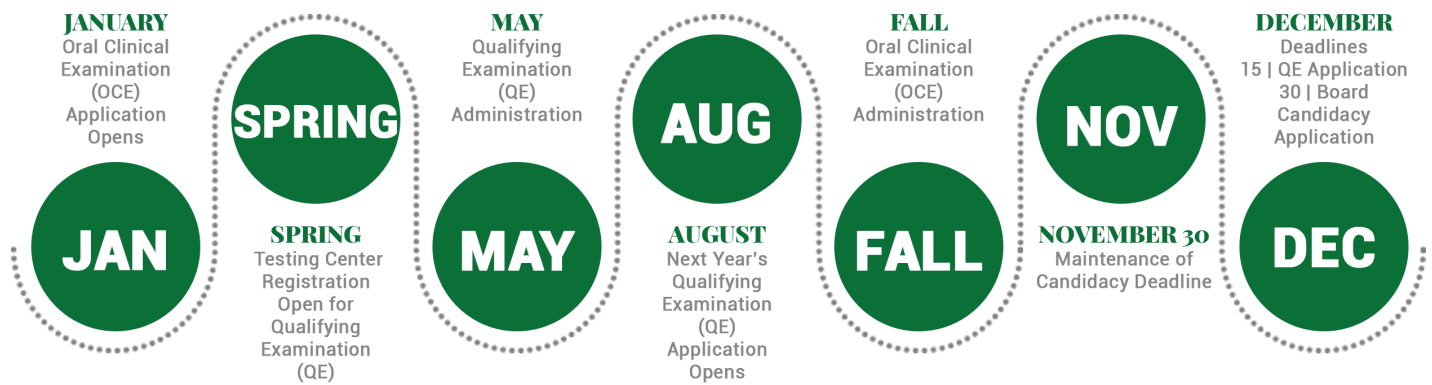 JANUARY
Oral Clinical
Examination
(OCE)
Application
Opens
JAN
SPRING
SPRING
Testing Center
Registration
Open for
Qualifying
Examination
(QE)
MAY
Qualifying
Examination
(QE)
Administration
MAY
AUG
AUGUST
Next Year's
Qualifying
Examination
(QE)
Application
Opens
FALL
Oral Clinical
Examination
(OCE)
Administration
FALL
NOV
NOVEMBER 30
Maintenance of
Candidacy Deadline
DECEMBER
Deadlines
15 | QE Application
30 | Board
Candidacy
Application
DEC